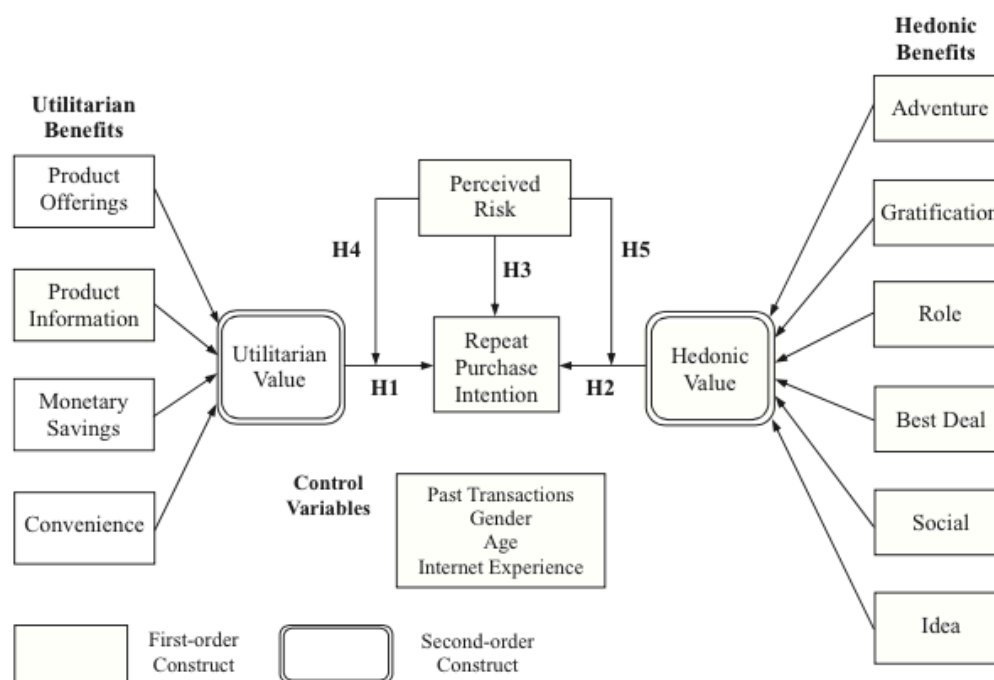 Hedonic
Benefits
Utilitarian
Benefits
Adventure
Product
Offerings
Perceived
Risk
Gratification
H4
H3
H5
Product
Information
Role
Utilitarian
Value
Repeat
Purchase
Intention
Hedonic
Value
H1
H2
Monetary
Savings
Best Deal
Control
Variables
Past Transactions
Gender
Age
Internet Experience
Convenience
Social
Idea
First-order
Construct
Second-order
Construct